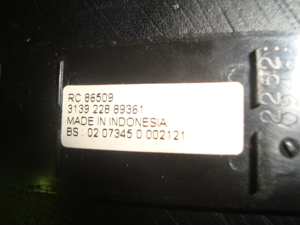 RC 86509
3139 228 89361
MADE IN INDONESIA
BS : 02 07345 0 002121